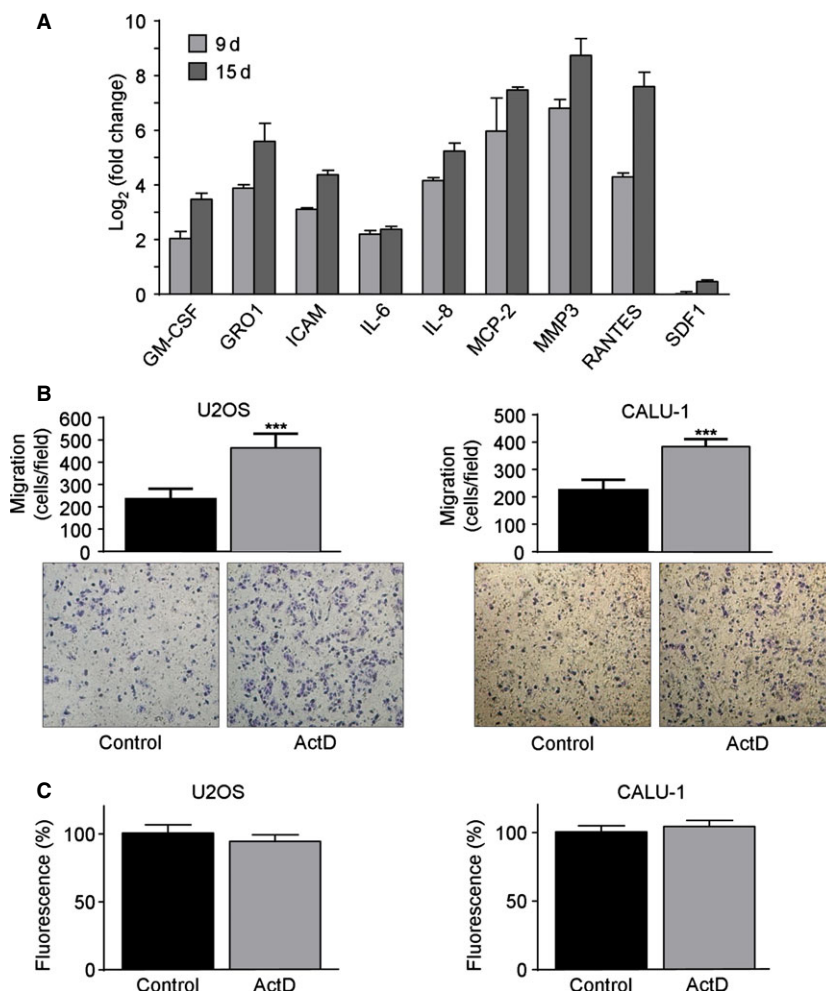 A
10
8
6
4
2
0
Log2 (fold change)
9 d
15 d
GM-CSF
GRO1
ICAM
IL-6
IL-8
MCP-2
MMP3
RANTES
SDF1
B
U2OS
600
500
400
300
200
100
0
Migration
(cells/field)
***
Control
ActD
CALU-1
500
400
300
200
100
0
Migration
(cells/field)
***
Control
ActD
C
U2OS
100
50
0
Fluorescence (%)
Control
ActD
CALU-1
100
50
0
Fluorescence (%)
Control
ActD